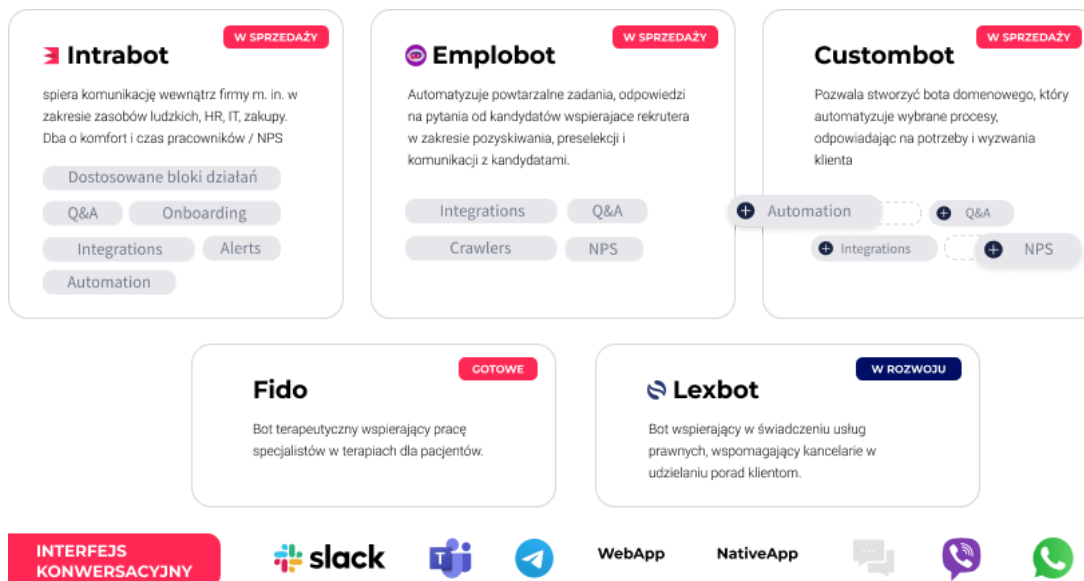 W SPRZEDAŻY
Intrabot
spiera komunikację wewnątrz firmy m. in. w
zakresie zasobów ludzkich, HR, IT, zakupy.
Dba o komfort i czas pracowników / NPS
Dostosowane bloki działań
Q&A Onboarding
Integrations Alerts
Automation
W SPRZEDAŻY
Emplobot
Automatyzuje powtarzalne zadania, odpowiedzi
na pytania od kandydatów wspierajace rekrutera
w zakresie pozyskiwania, preselekcji i
komunikacji z kandydatami.
Integrations Q&A
Crawlers NPS
W SPRZEDAŻY
Custombot
Pozwala stworzyć bota domenowego, który
automatyzuje wybrane procesy,
odpowiadając na potrzeby i wyzwania
klienta
Automation Q&A
Integrations NPS
GOTOWE
Fido
Bot terapeutyczny wspierający pracę
specjalistów w terapiach dla pacjentów.
W ROZWOJU
Lexbot
Bot wspierający w świadczeniu usług
prawnych, wspomagający kancelarie w
udzielaniu porad klientom.
INTERFEJS
KONWERSACYJNY
slack T WebApp NativeApp